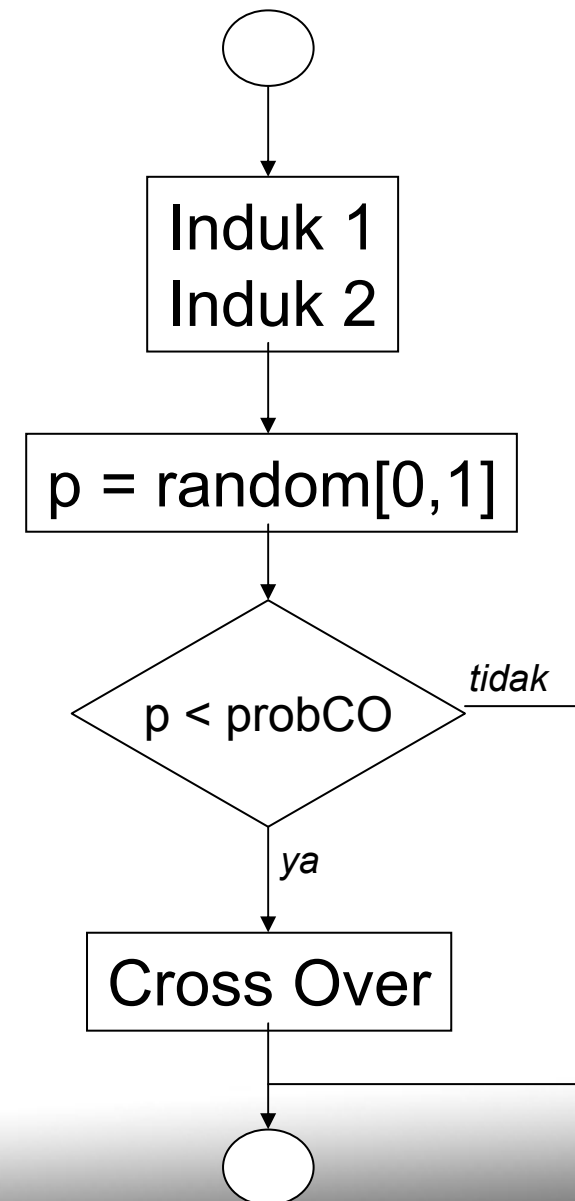 Induk 1
Induk 2
p = random[0,1]
p < probCO
tidak
ya
Cross Over